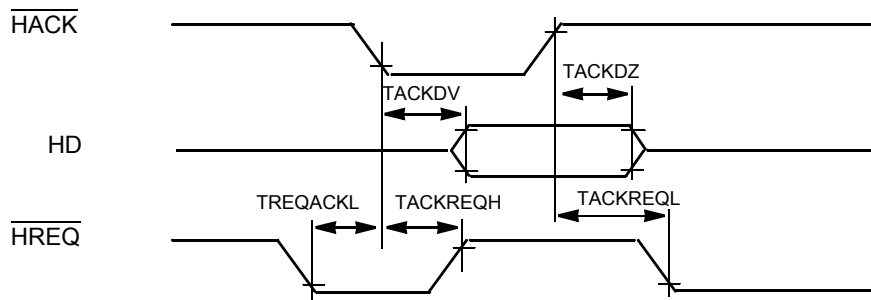 HACK
TACKDZ
TACKDV
HD
TREQACKL TACKREQH TACKREQL
HREQ